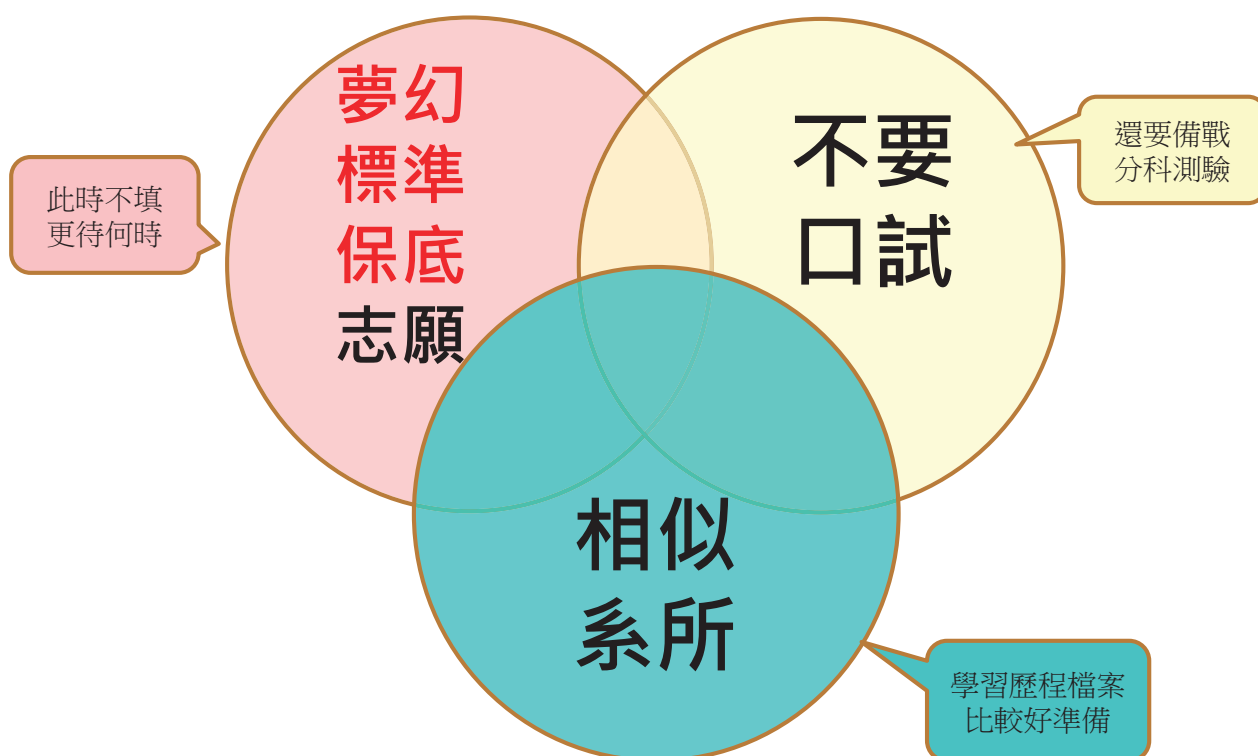 夢幻
標準
保底
志願
此時不填
更待何時
不要
口試
還要備戰
分科測驗
相似
系所
學習歷程檔案
比較好準備